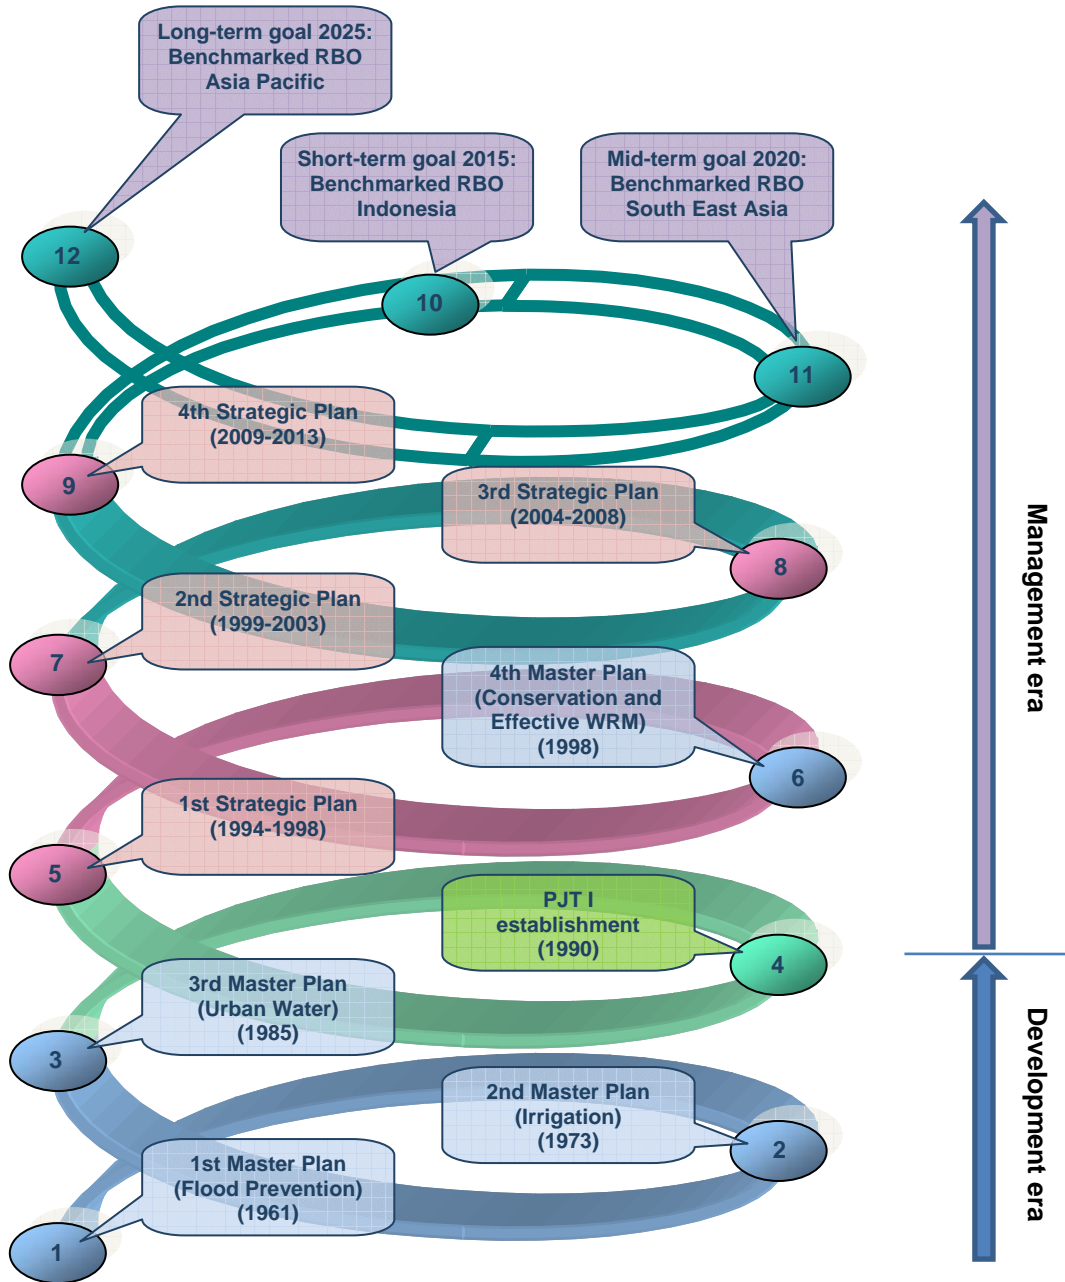 Long-term goal 2025:
Benchmarked RBO
Asia Pacific
Short-term goal 2015:
Benchmarked RBO
Indonesia
Mid-term goal 2020:
Benchmarked RBO
South East Asia
12
10
11
4th Strategic Plan
(2009-2013)
9
3rd Strategic Plan
(2004-2008)
8
2nd Strategic Plan
(1999-2003)
7
4th Master Plan
(Conservation and
Effective WRM)
(1998)
6
1st Strategic Plan
(1994-1998)
5
PJT I
establishment
(1990)
4
3rd Master Plan
(Urban Water)
(1985)
3
2nd Master Plan
(Irrigation)
(1973)
2
1st Master Plan
(Flood Prevention)
(1961)
1
Management era
Development era